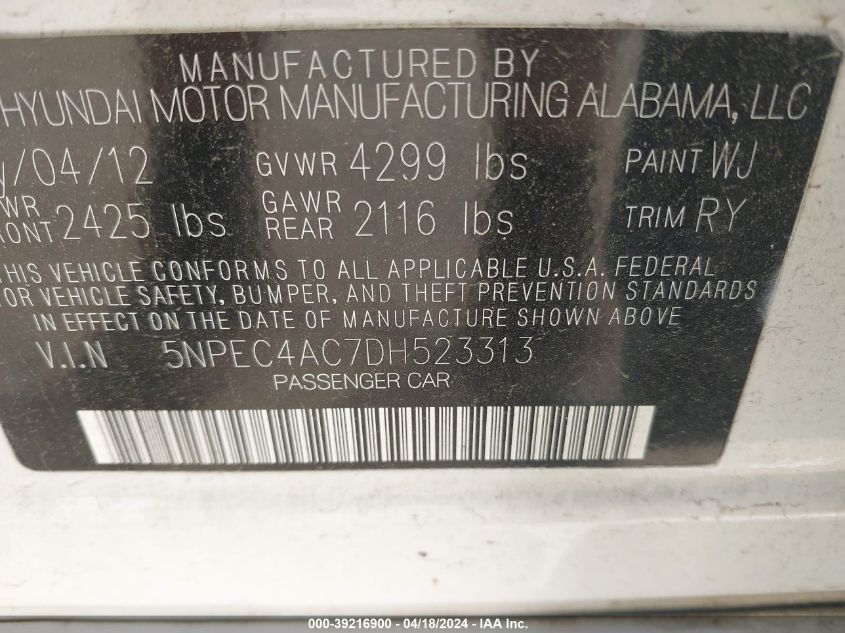 MANUFACTURED BY
HYUNDAI MOTOR MANUFACTURING ALABAMA, LLC
/04/12 GVWR 4299 lbs PAINT WJ
WR RONT 2425 lbs GAWR REAR 2116 lbs TRIM RY
THIS VEHICLE CONFORMS TO ALL APPLICABLE U.S.A. FEDERAL
OR VEHICLE SAFETY, BUMPER, AND THEFT PREVENTION STANDARDS
IN EFFECT ON THE DATE OF MANUFACTURE SHOWN ABOVE
V.I.N 5NPEC4AC7DH523313
PASSENGER CAR
000-39216900 - 04/18/2024 - IAA Inc.